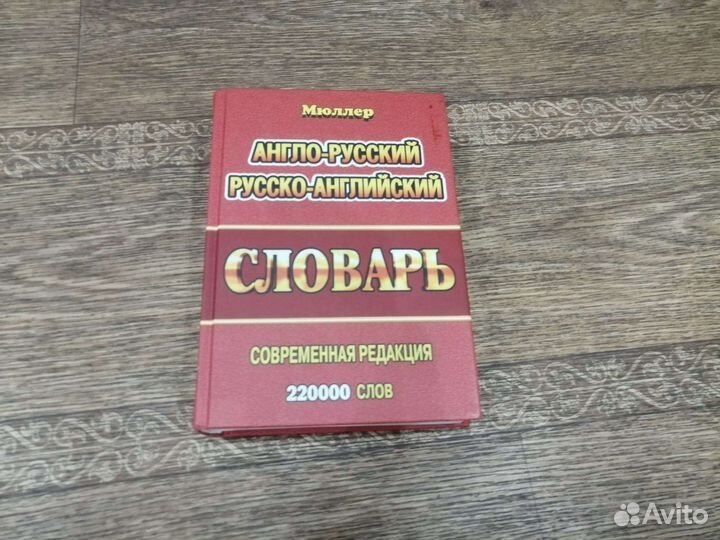 Мюллер
АНГЛО-РУССКИЙ
РУССКО-АНГЛИЙСКИЙ
СЛОВАРЬ
СОВРЕМЕННАЯ РЕДАКЦИЯ
220000 СЛОВ
Avito